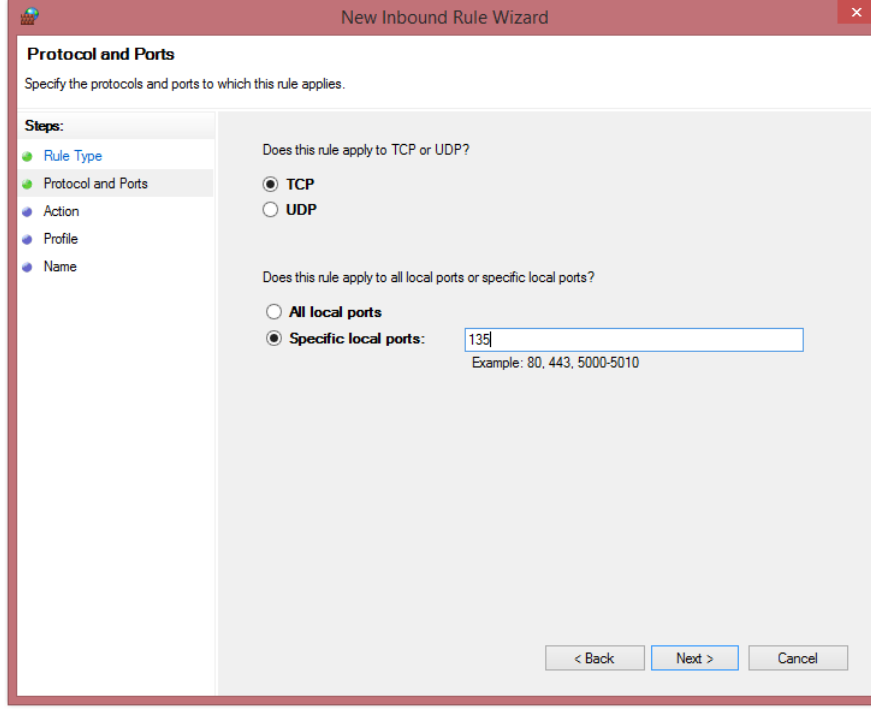 New Inbound Rule Wizard
Protocol and Ports
Specify the protocols and ports to which this rule applies.
Steps:
Rule Type
Protocol and Ports
Action
Profile
Name
Does this rule apply to TCP or UDP?
TCP
UDP
Does this rule apply to all local ports or specific local ports?
All local ports
Specific local ports: 135
Example: 80, 443, 5000-5010
< Back Next > Cancel